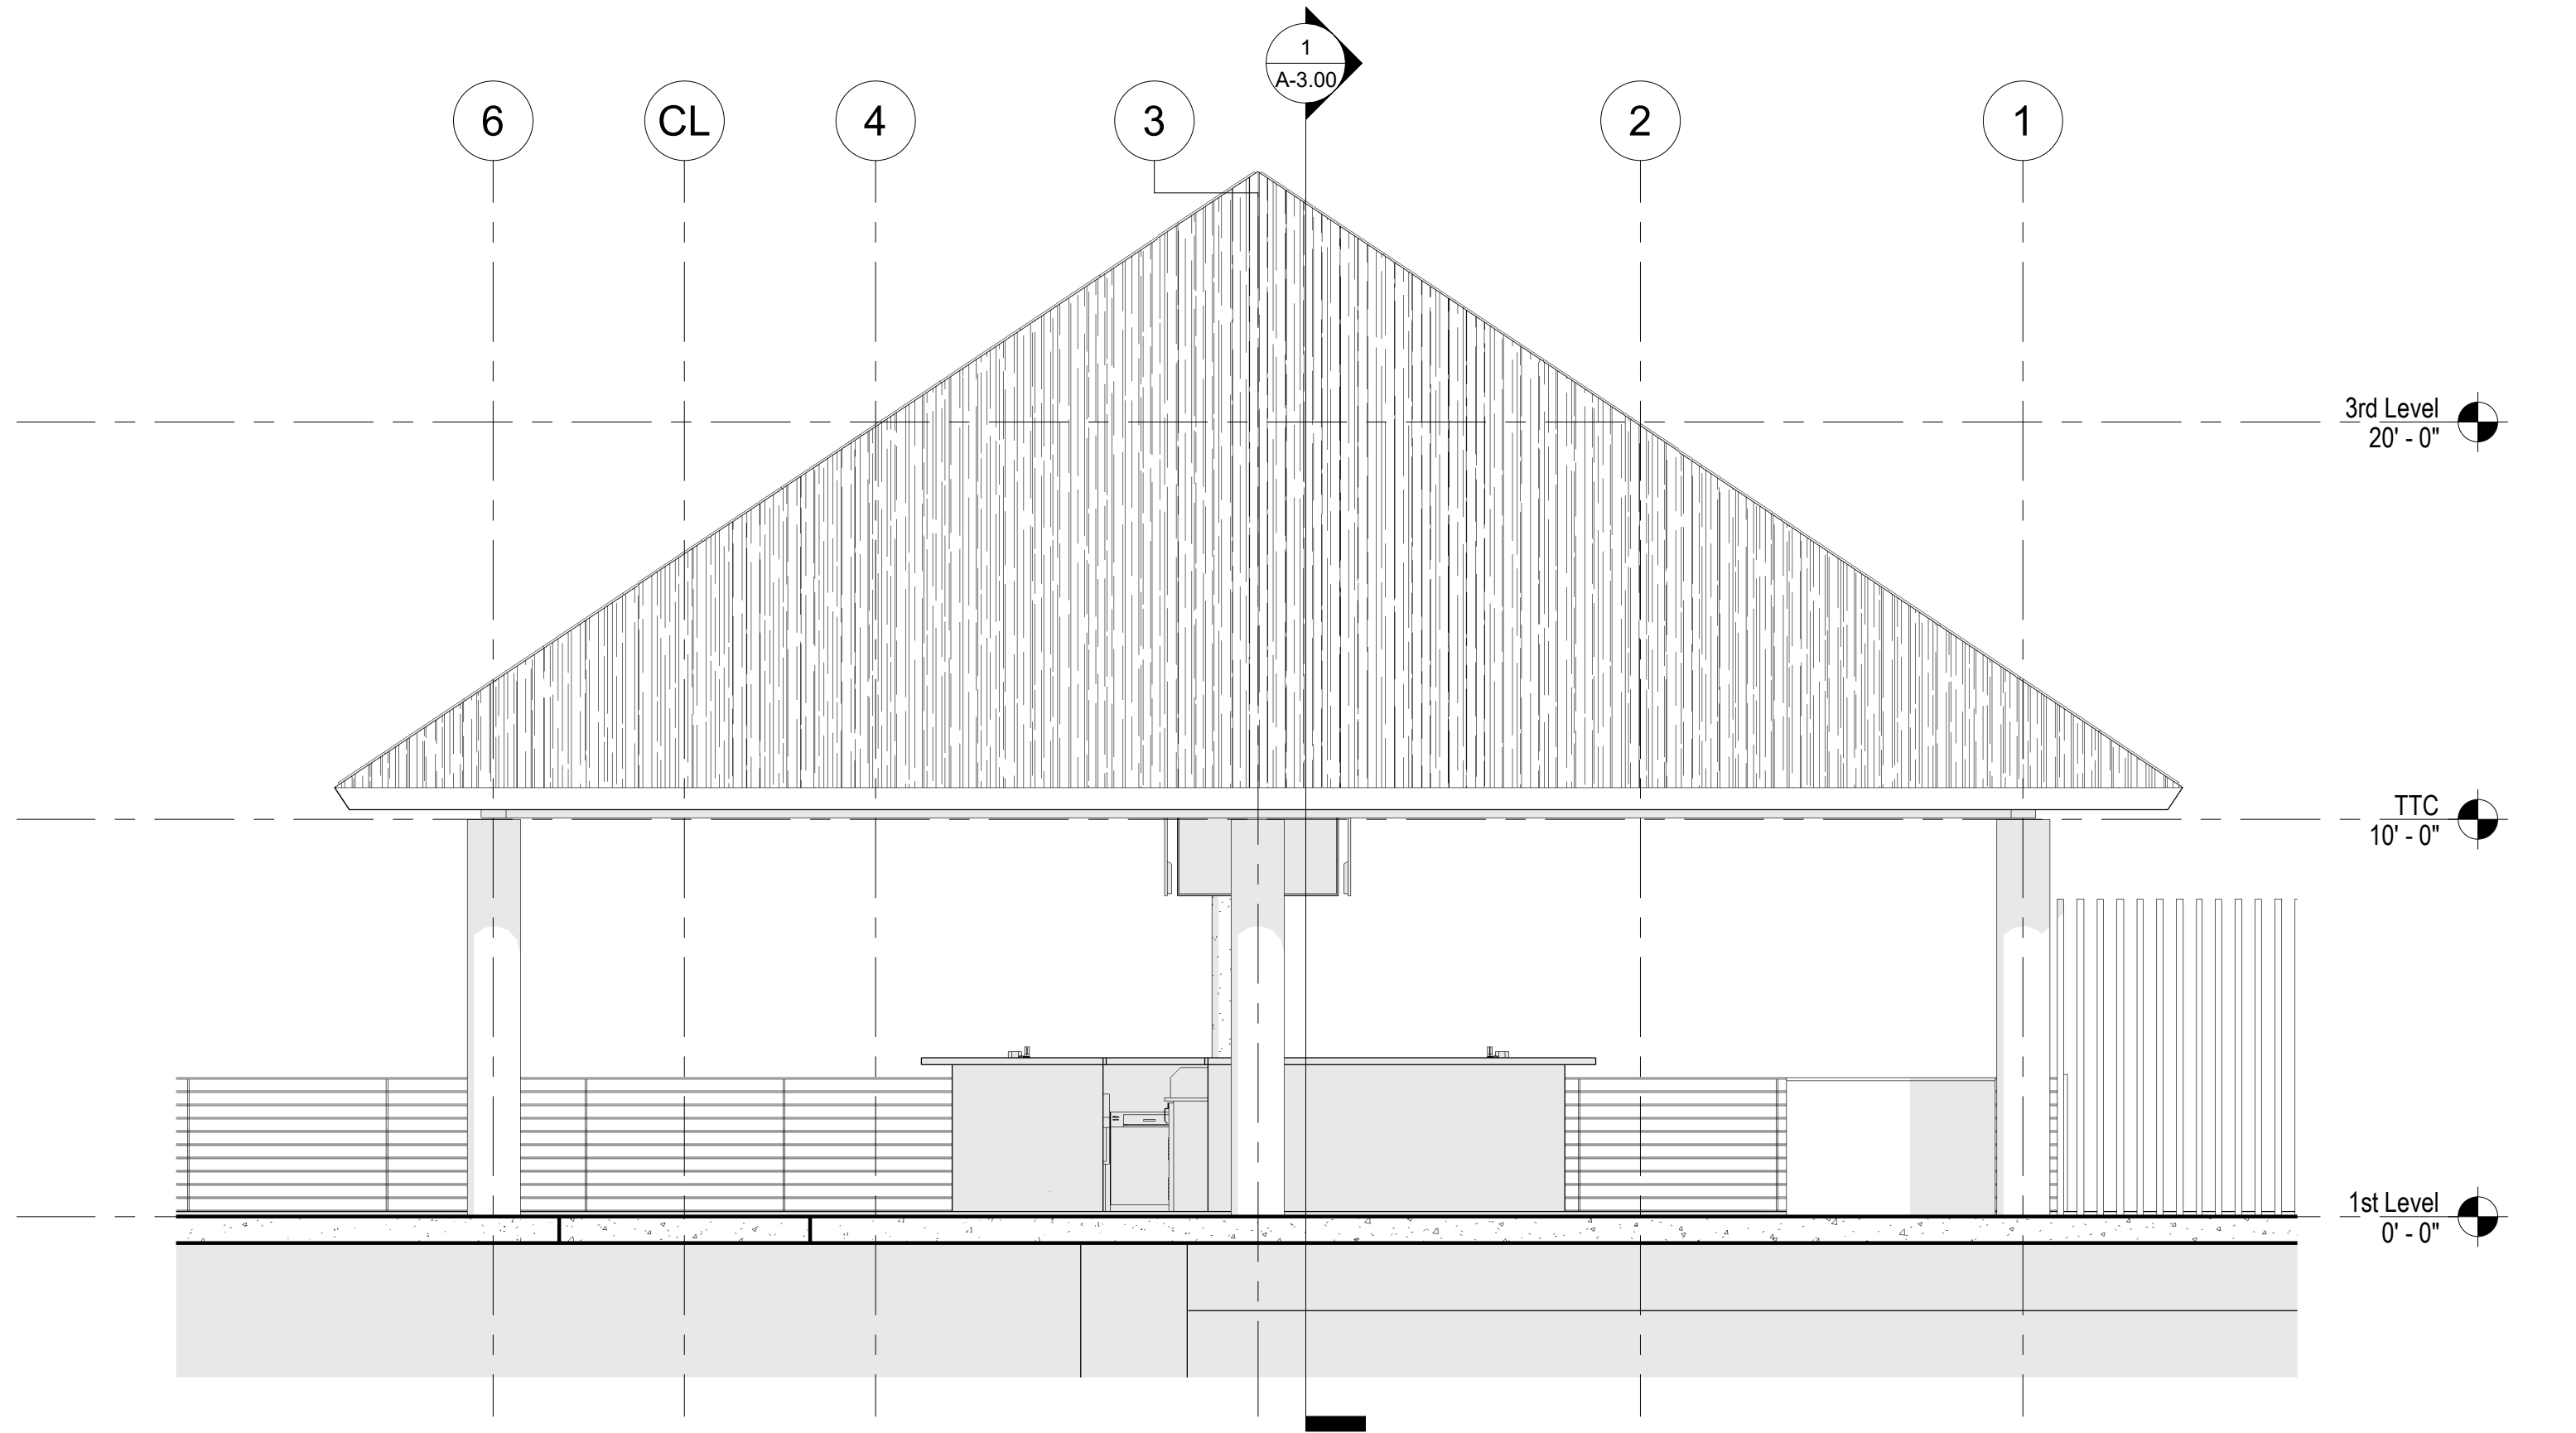 1
A-3.00
6
CL
4
3
2
1
3rd Level
20' - 0"
TTC
10' - 0"
1st Level
0' - 0"